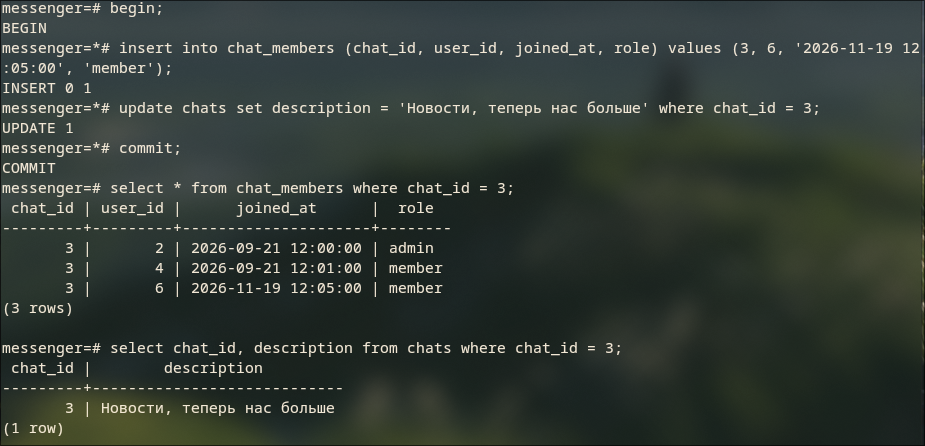 messenger=# begin;
BEGIN
messenger=*# insert into chat_members (chat_id, user_id, joined_at, role) values (3, 6, '2026-11-19 12
:05:00', 'member');
INSERT 0 1
messenger=*# update chats set description = 'Новости, теперь нас больше' where chat_id = 3;
UPDATE 1
messenger=*# commit;
COMMIT
messenger=# select * from chat_members where chat_id = 3;
 chat_id | user_id |      joined_at      |  role
---------+---------+---------------------+--------
       3 |       2 | 2026-09-21 12:00:00 | admin
       3 |       4 | 2026-09-21 12:01:00 | member
       3 |       6 | 2026-11-19 12:05:00 | member
(3 rows)

messenger=# select chat_id, description from chats where chat_id = 3;
 chat_id |        description
---------+----------------------------
       3 | Новости, теперь нас больше
(1 row)